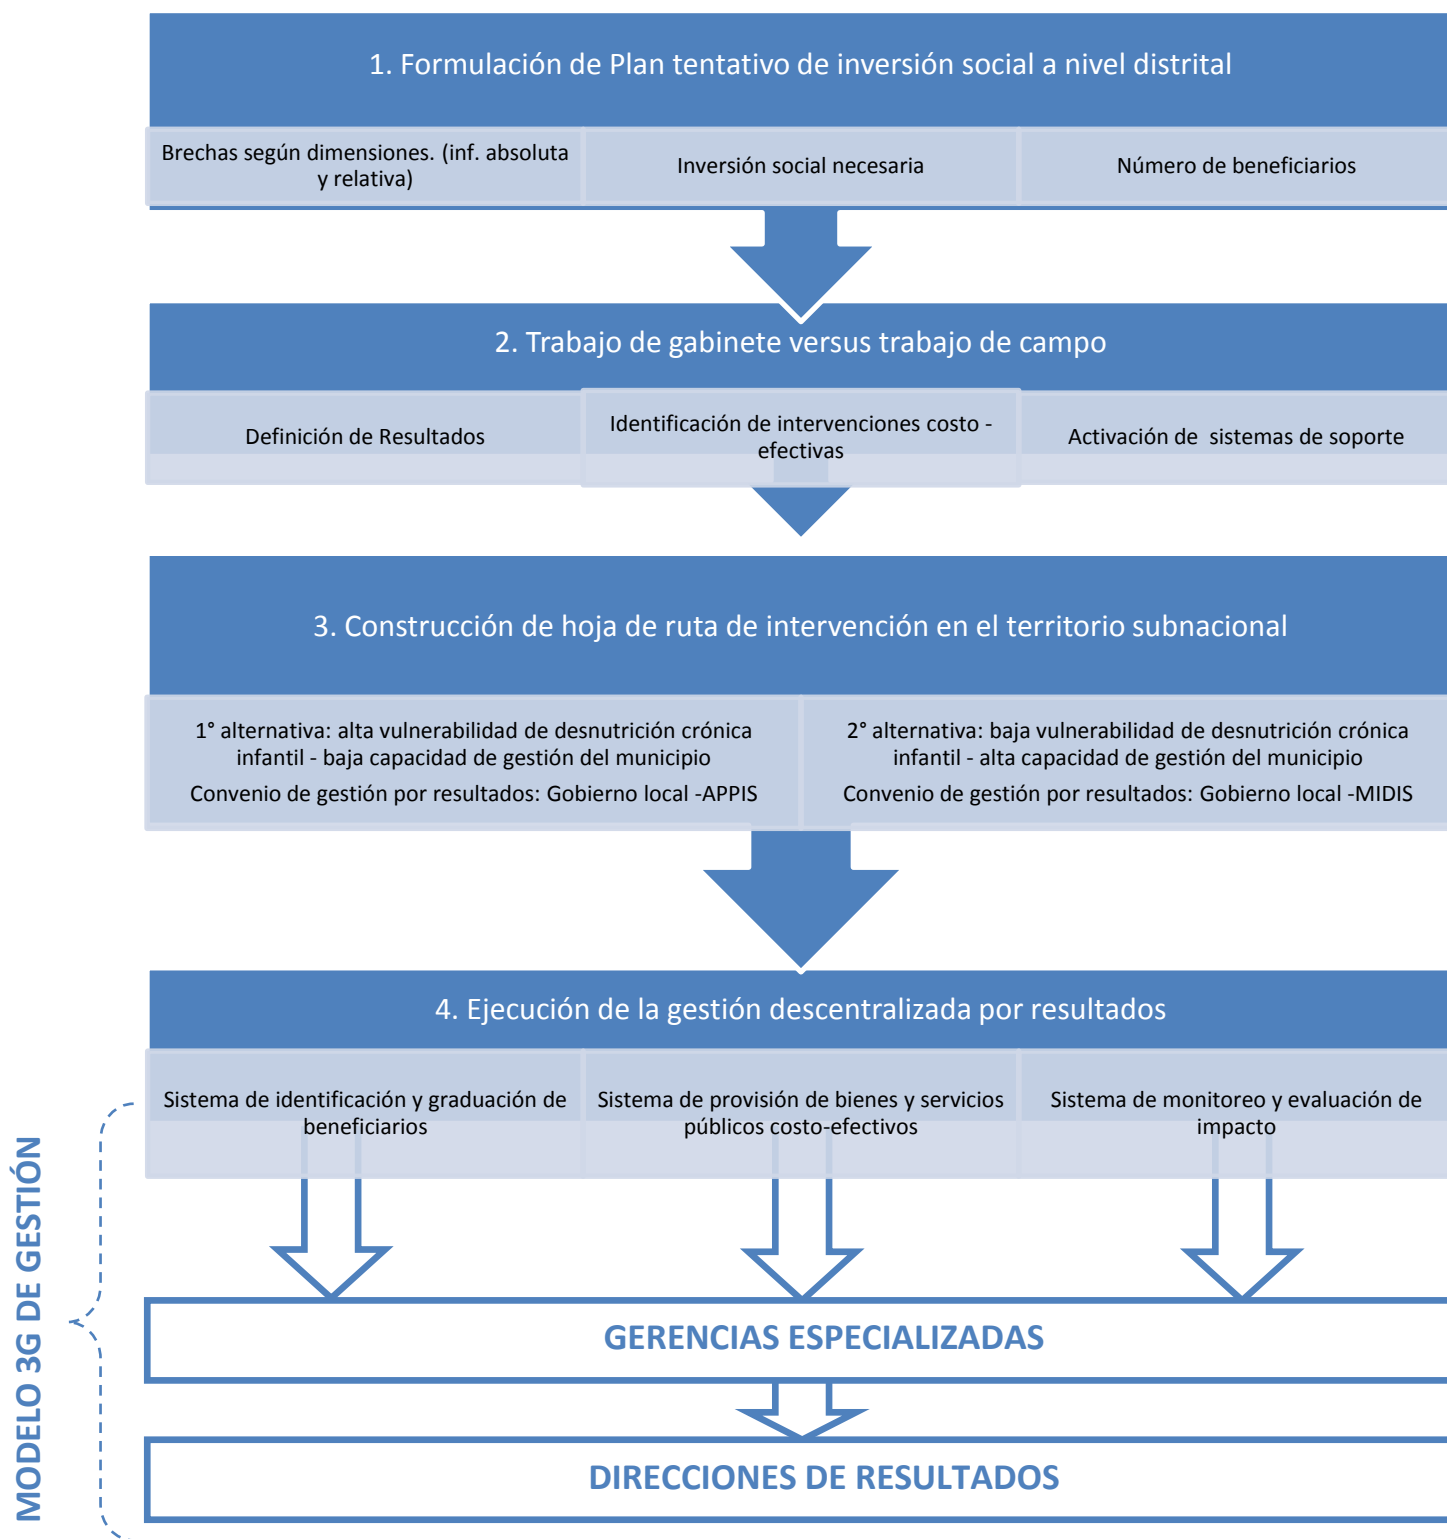 1. Formulación de Plan tentativo de inversión social a nivel distrital
Brechas según dimensiones. (inf. absoluta
y relativa)
Inversión social necesaria
Número de beneficiarios
2. Trabajo de gabinete versus trabajo de campo
Definición de Resultados
Identificación de intervenciones costo -
efectivas
Activación de sistemas de soporte
3. Construcción de hoja de ruta de intervención en el territorio subnacional
1° alternativa: alta vulnerabilidad de desnutrición crónica
infantil - baja capacidad de gestión del municipio
Convenio de gestión por resultados: Gobierno local -APPIS
2° alternativa: baja vulnerabilidad de desnutrición crónica
infantil - alta capacidad de gestión del municipio
Convenio de gestión por resultados: Gobierno local -MIDIS
4. Ejecución de la gestión descentralizada por resultados
Sistema de identificación y graduación de
beneficiarios
Sistema de provisión de bienes y servicios
públicos costo-efectivos
Sistema de monitoreo y evaluación de
impacto
MODELO 3G DE GESTIÓN
GERENCIAS ESPECIALIZADAS
DIRECCIONES DE RESULTADOS